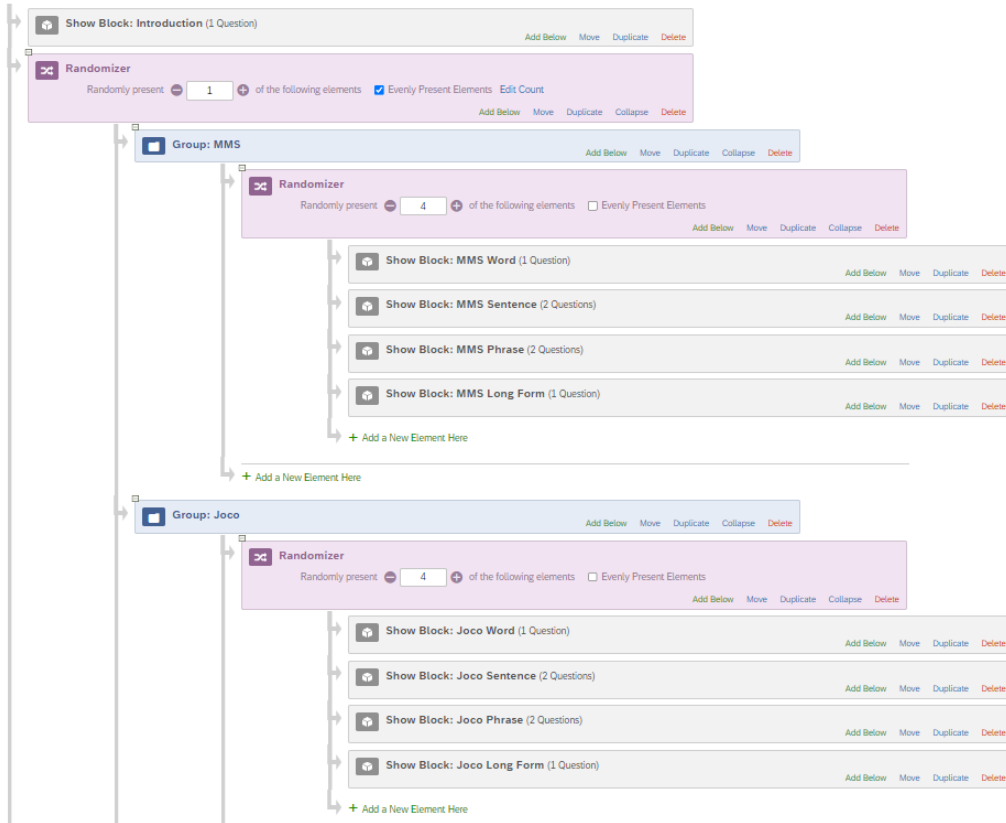 Show Block: Introduction (1 Question)
Add Below Move Duplicate Delete
Randomizer
Randomly present 1 of the following elements Evenly Present Elements Edit Count
Add Below Move Duplicate Collapse Delete
Group: MMS
Add Below Move Duplicate Collapse Delete
Randomizer
Randomly present 4 of the following elements Evenly Present Elements
Add Below Move Duplicate Collapse Delete
Show Block: MMS Word (1 Question)
Add Below Move Duplicate Delete
Show Block: MMS Sentence (2 Questions)
Add Below Move Duplicate Delete
Show Block: MMS Phrase (2 Questions)
Add Below Move Duplicate Delete
Show Block: MMS Long Form (1 Question)
Add Below Move Duplicate Delete
+ Add a New Element Here
+ Add a New Element Here
Group: Joco
Add Below Move Duplicate Collapse Delete
Randomizer
Randomly present 4 of the following elements Evenly Present Elements
Add Below Move Duplicate Collapse Delete
Show Block: Joco Word (1 Question)
Add Below Move Duplicate Delete
Show Block: Joco Sentence (2 Questions)
Add Below Move Duplicate Delete
Show Block: Joco Phrase (2 Questions)
Add Below Move Duplicate Delete
Show Block: Joco Long Form (1 Question)
Add Below Move Duplicate Delete
+ Add a New Element Here